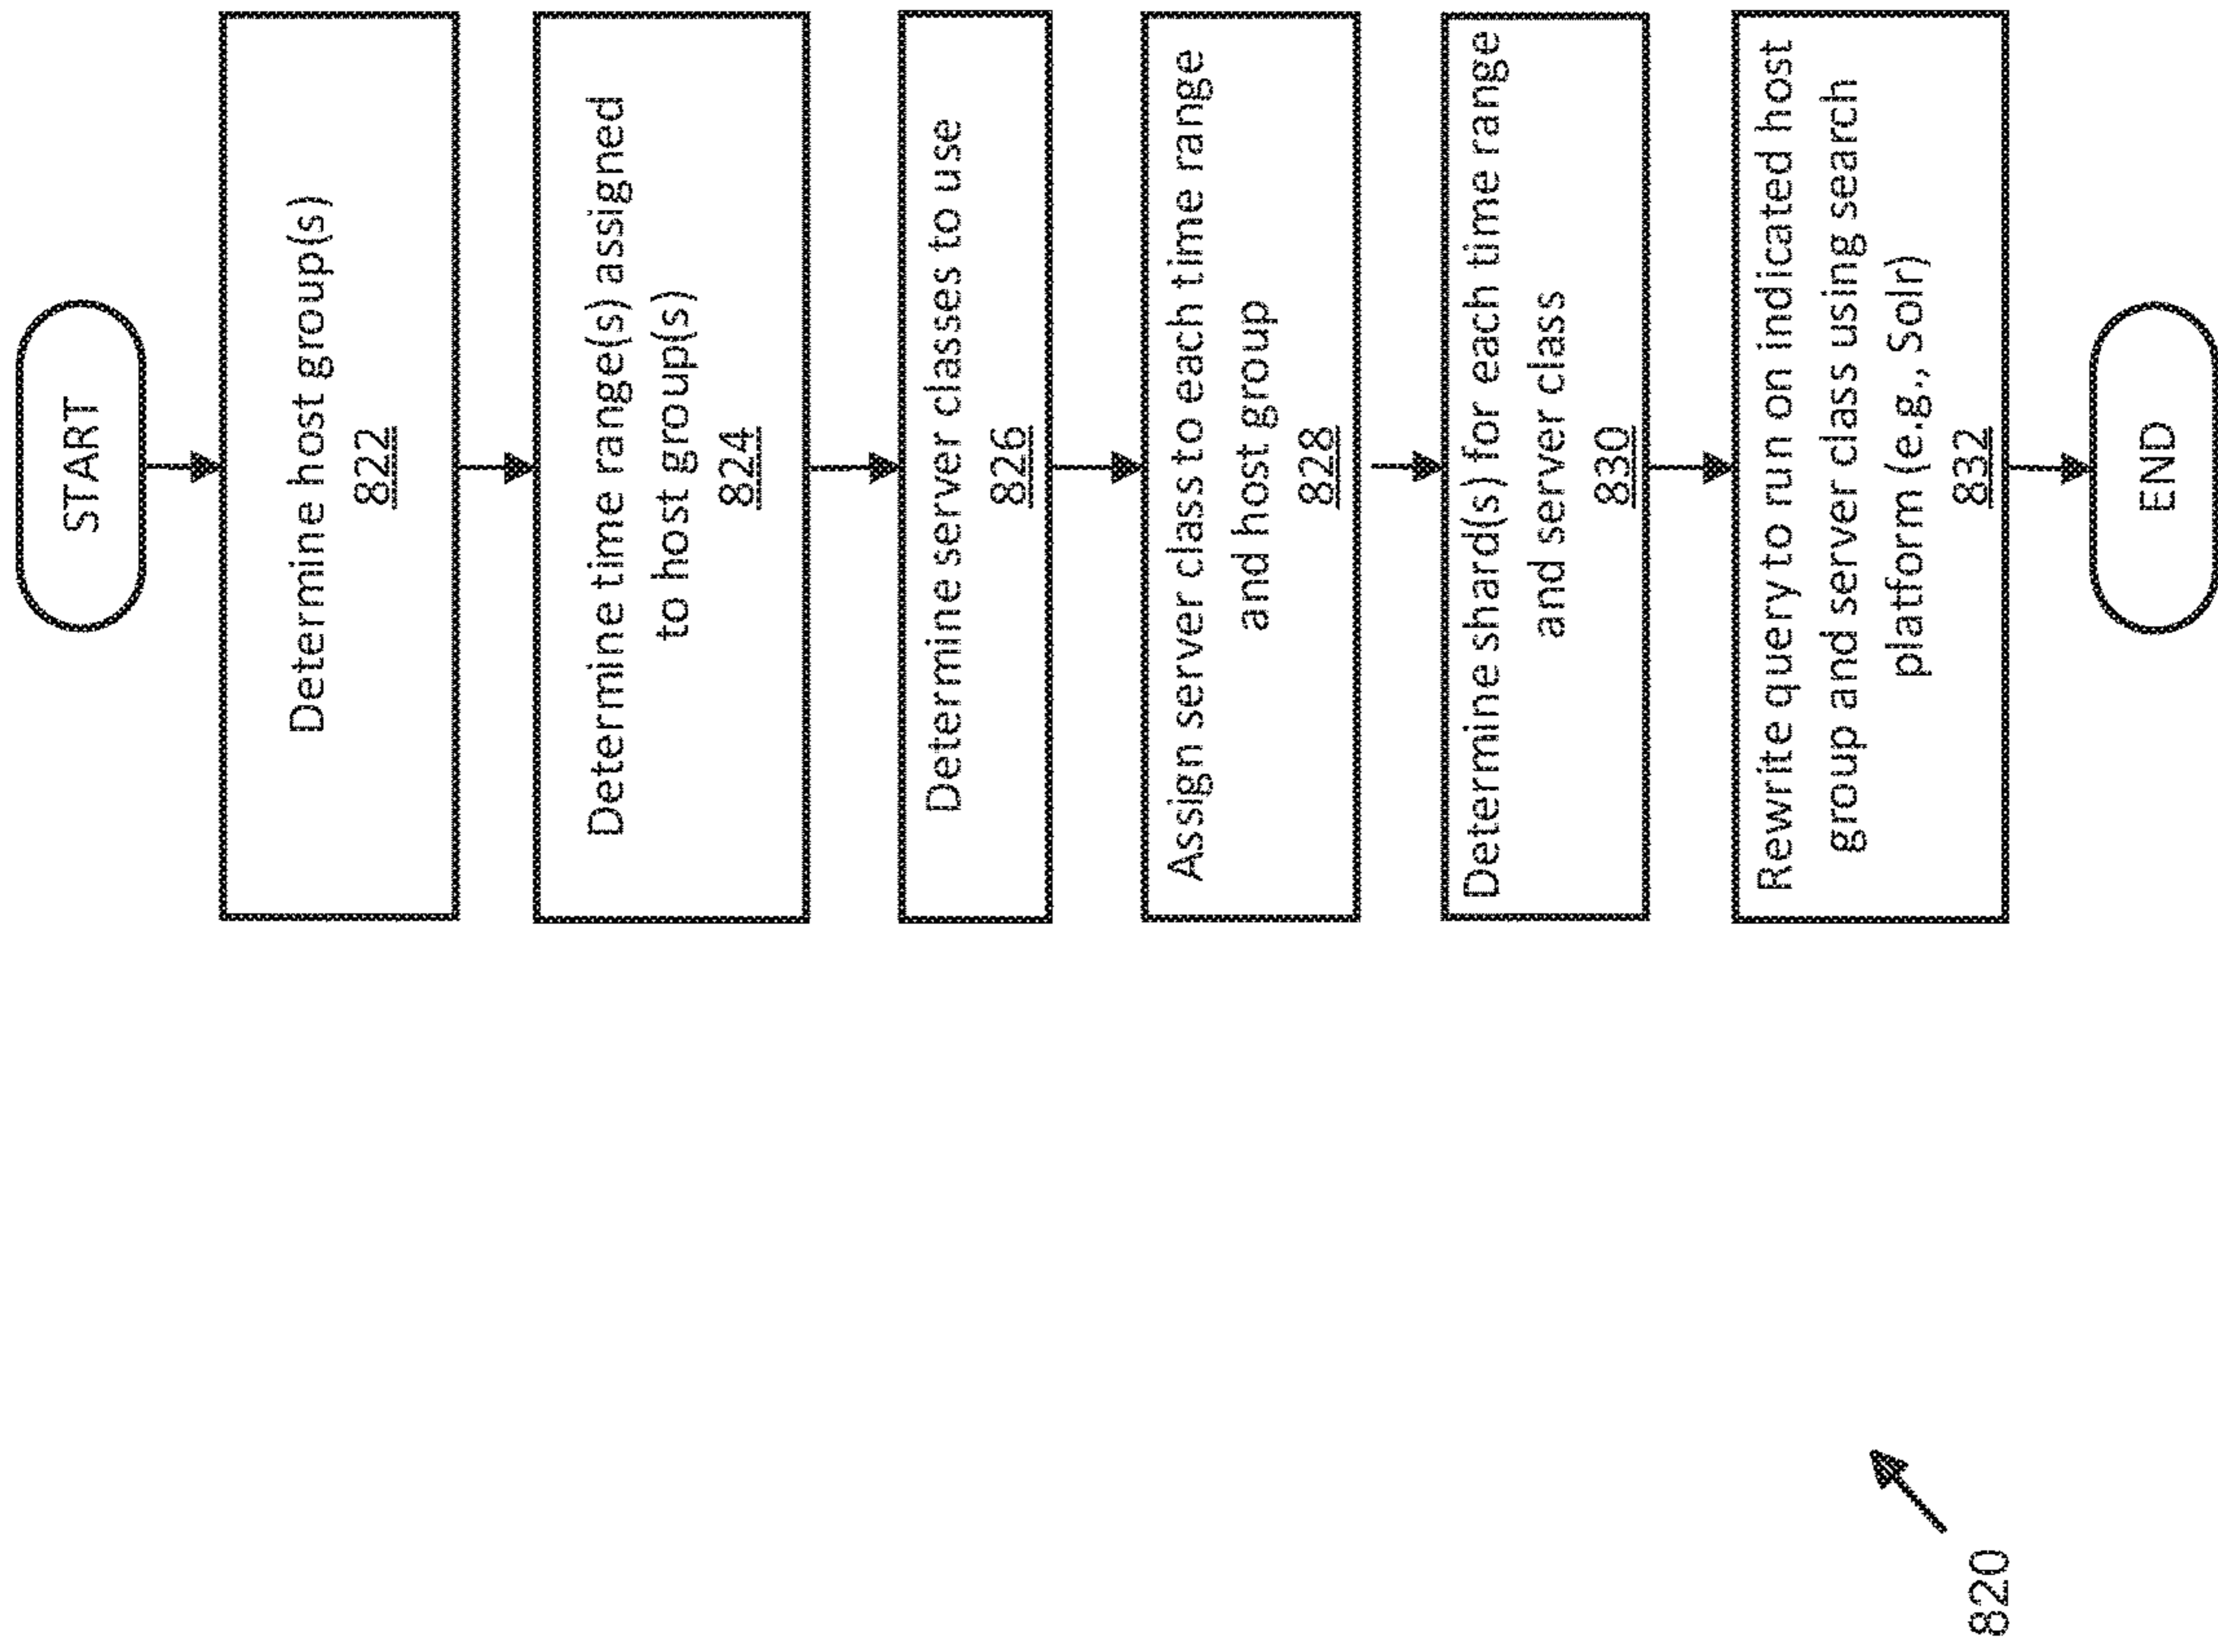 START
Determine host group(s)
822
Determine time range(s) assigned
to host group(s)
824
Determine server classes to use
826
Assign server class to each time range
and host group
828
Determine shard(s) for each time range
and server class
830
Rewrite query to run on indicated host
group and server class using search
platform (e.g., Solr)
832
END
820